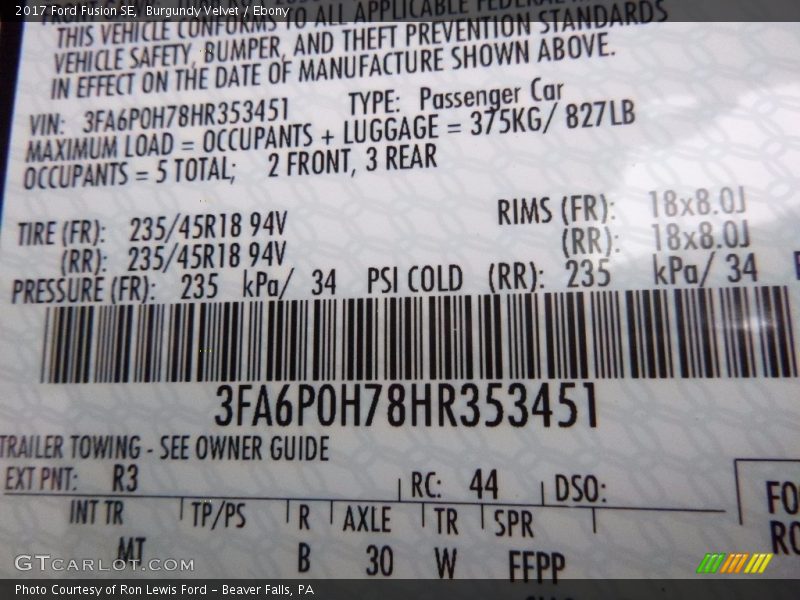 2017 Ford Fusion SE, Burgundy Velvet / Ebony
TO ALL APPLICABLE FEDERAL
THIS VEHICLE CONFORMS
VEHICLE SAFETY, BUMPER, AND THEFT PREVENTION STANDARDS
IN EFFECT ON THE DATE OF MANUFACTURE SHOWN ABOVE.
VIN: 3FA6P0H78HR353451 TYPE: Passenger Car
MAXIMUM LOAD = OCCUPANTS + LUGGAGE = 375KG/ 827LB
OCCUPANTS = 5 TOTAL; 2 FRONT, 3 REAR
TIRE (FR): 235/45R18 94V RIMS (FR): 18x8.0J
(RR): 235/45R18 94V (RR): 18x8.0J
PRESSURE (FR): 235 kPa/ 34 PSI COLD (RR): 235 kPa/ 34
3FA6P0H78HR353451
TRAILER TOWING - SEE OWNER GUIDE
EXT PNT: R3 RC: 44 DSO:
INT TR TP/PS R AXLE TR SPR
MT B 30 W FFPP
FO
RO
GTCarLot.com
Photo Courtesy of Ron Lewis Ford - Beaver Falls, PA